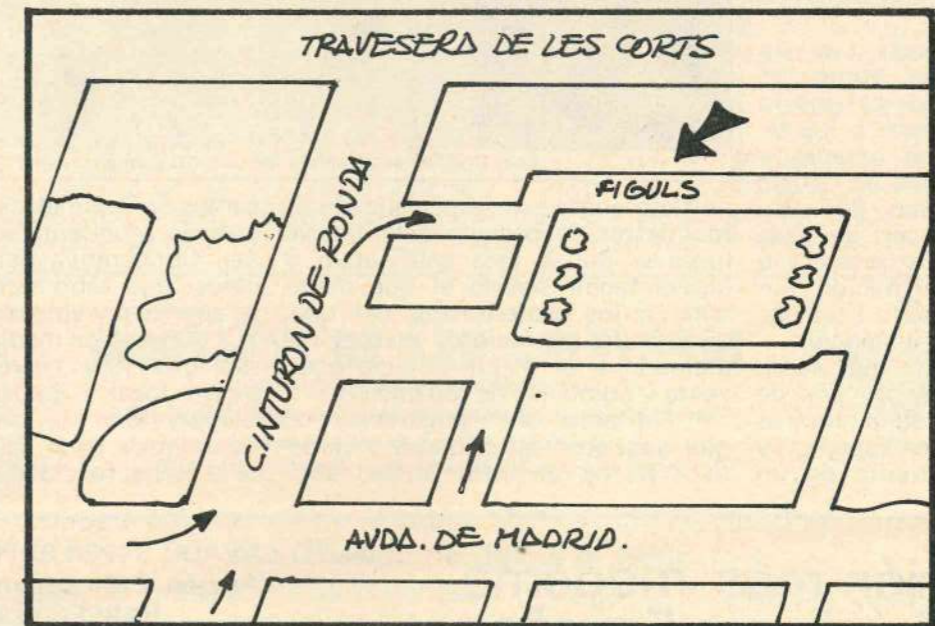 TRAVESERA DE LES CORTS
FIGULS
CINTURON DE RONDA
AVDA. DE MADRID.